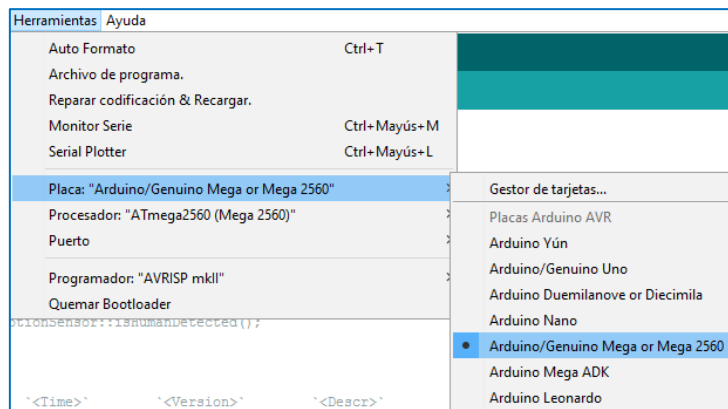 Herramientas Ayuda
Auto Formato Ctrl+T
Archivo de programa.
Reparar codificación & Recargar.
Monitor Serie Ctrl+Mayús+M
Serial Plotter Ctrl+Mayús+L
Placa: "Arduino/Genuino Mega or Mega 2560"
Procesador: "ATmega2560 (Mega 2560)"
Puerto
Programador: "AVRISP mkII"
Quemar Bootloader
Gestor de tarjetas...
Placas Arduino AVR
Arduino Yún
Arduino/Genuino Uno
Arduino Duemilanove or Diecimila
Arduino Nano
Arduino/Genuino Mega or Mega 2560
Arduino Mega ADK
Arduino Leonardo
otionSensor::isHumanDetected();
`<Time>` `<Version>` `<Descr>`